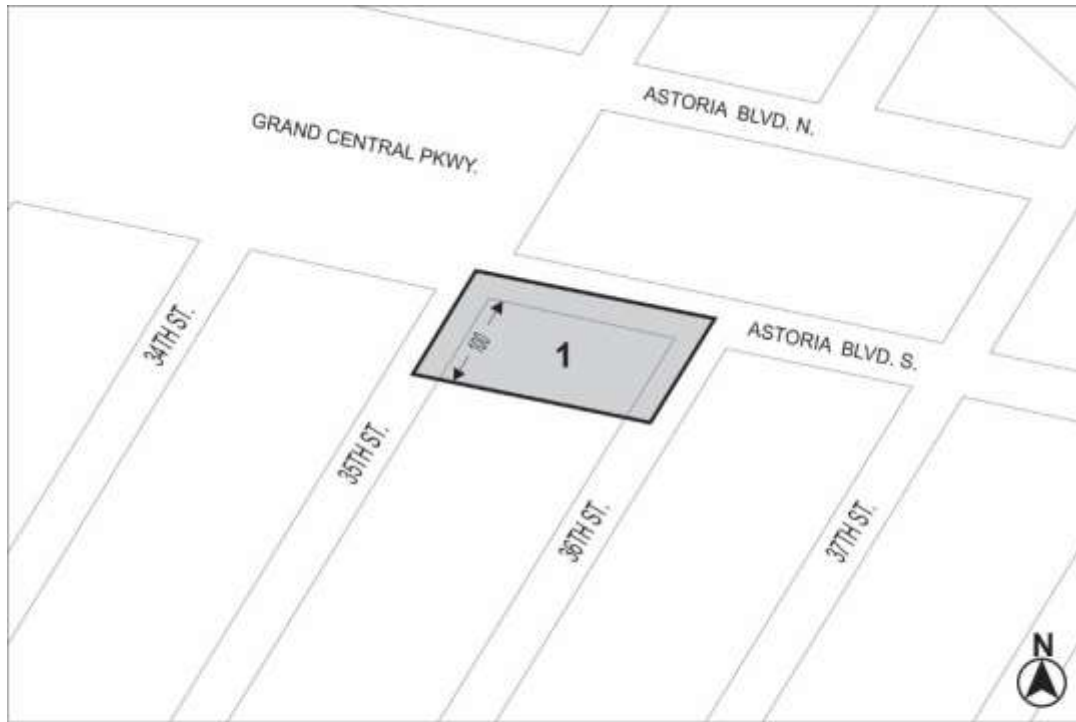 ASTORIA BLVD. N.
GRAND CENTRAL PKWY.
34TH ST.
100
1
ASTORIA BLVD. S.
35TH ST.
36TH ST.
37TH ST.
N